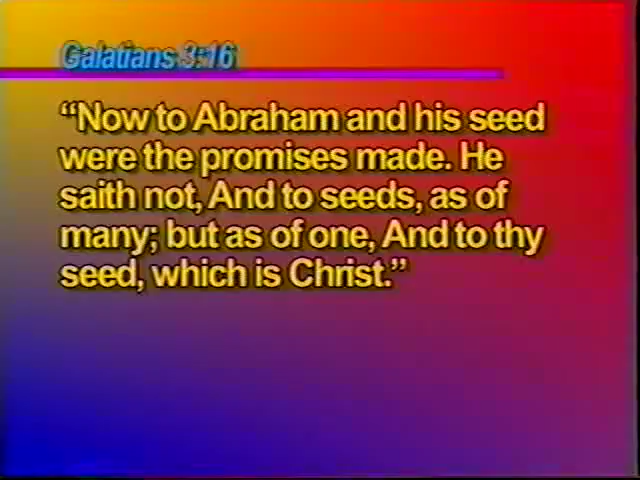 Galatians 3:16
“Now to Abraham and his seed
were the promises made. He
saith not, And to seeds, as of
many; but as of one, And to thy
seed, which is Christ.”